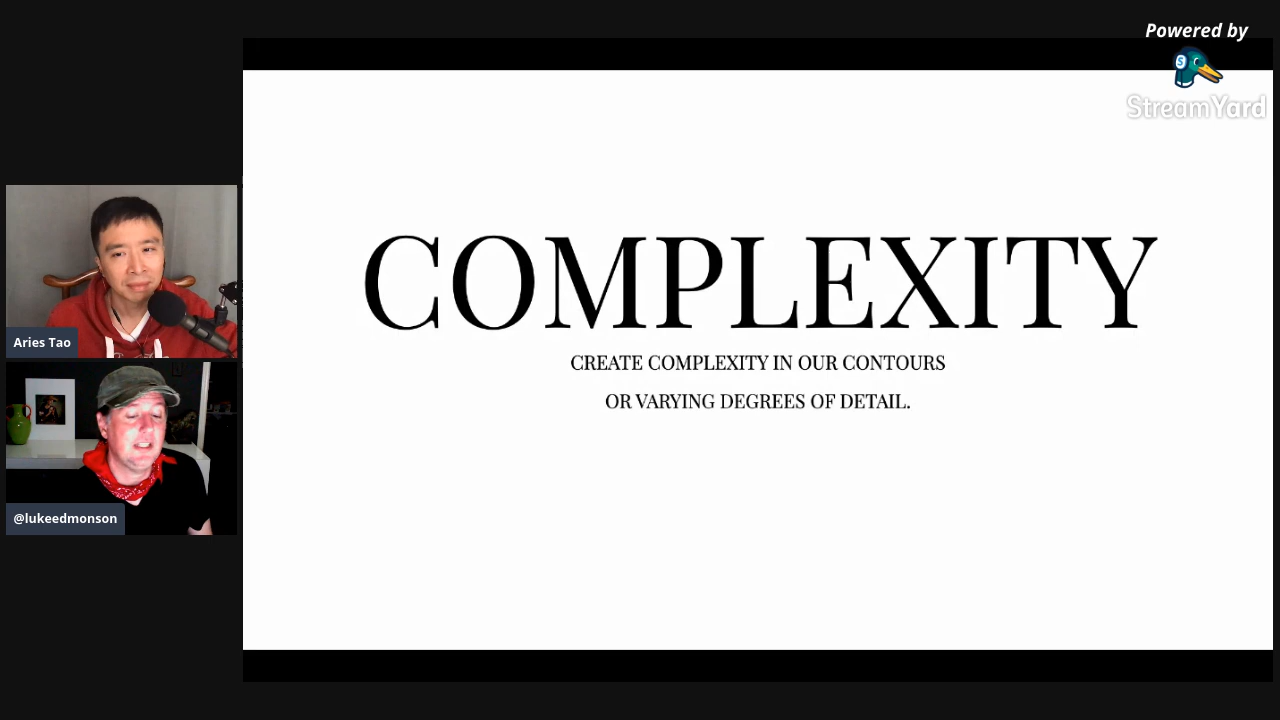 Powered by
StreamYard
COMPLEXITY
CREATE COMPLEXITY IN OUR CONTOURS
OR VARYING DEGREES OF DETAIL.
Aries Tao
@lukeedmonson